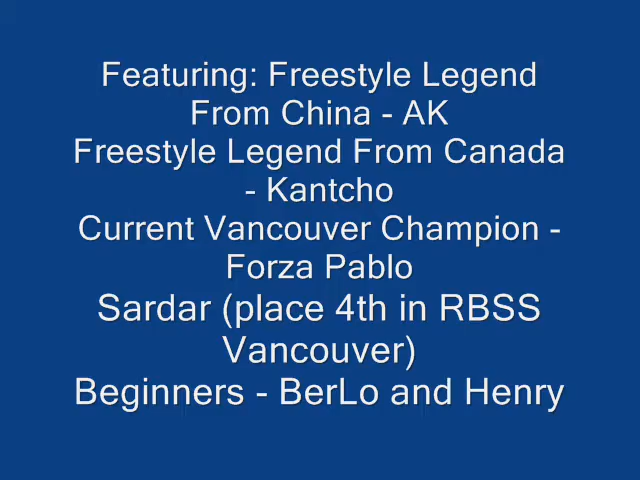 Featuring: Freestyle Legend
From China - AK
Freestyle Legend From Canada
- Kantcho
Current Vancouver Champion -
Forza Pablo
Sardar (place 4th in RBSS
Vancouver)
Beginners - BerLo and Henry